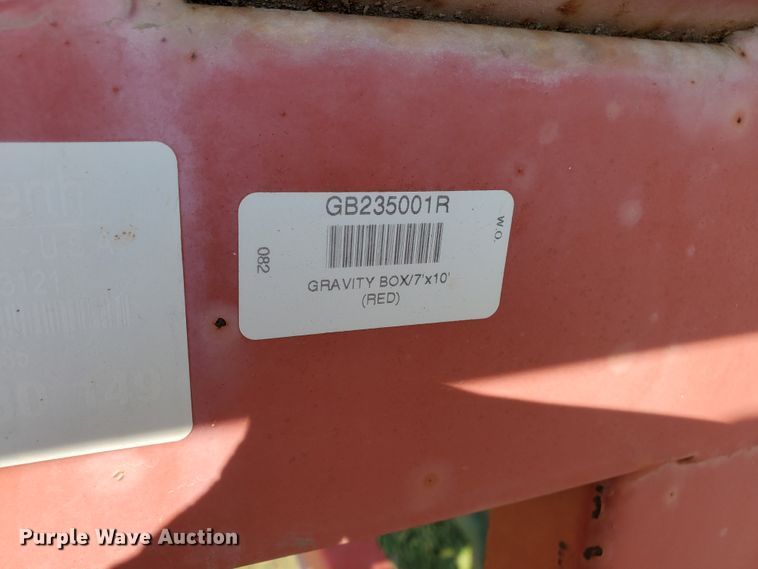 GB235001R
W.O.
082
GRAVITY BOX/7'x10'
(RED)
Purple Wave Auction